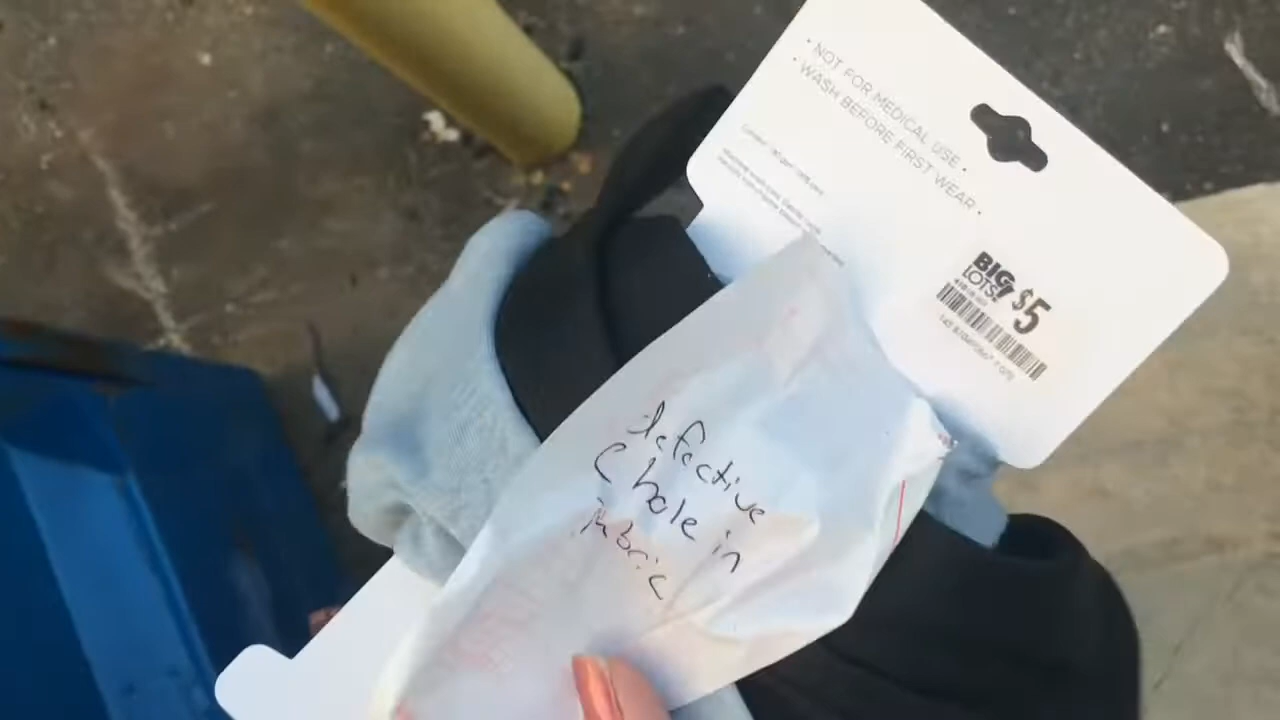 • NOT FOR MEDICAL USE •
• WASH BEFORE FIRST WEAR •
BIG
LOTS!
$5
defective
(hole in
fabric